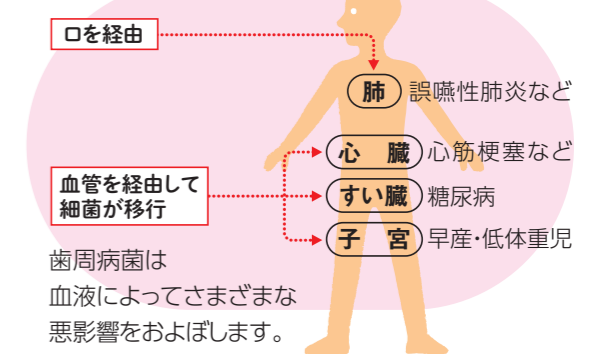 口を経由
肺 誤嚥性肺炎など
心　臓 心筋梗塞など
血管を経由して
細菌が移行
すい臓 糖尿病
子　宮 早産・低体重児
歯周病菌は
血液によってさまざまな
悪影響をおよぼします。